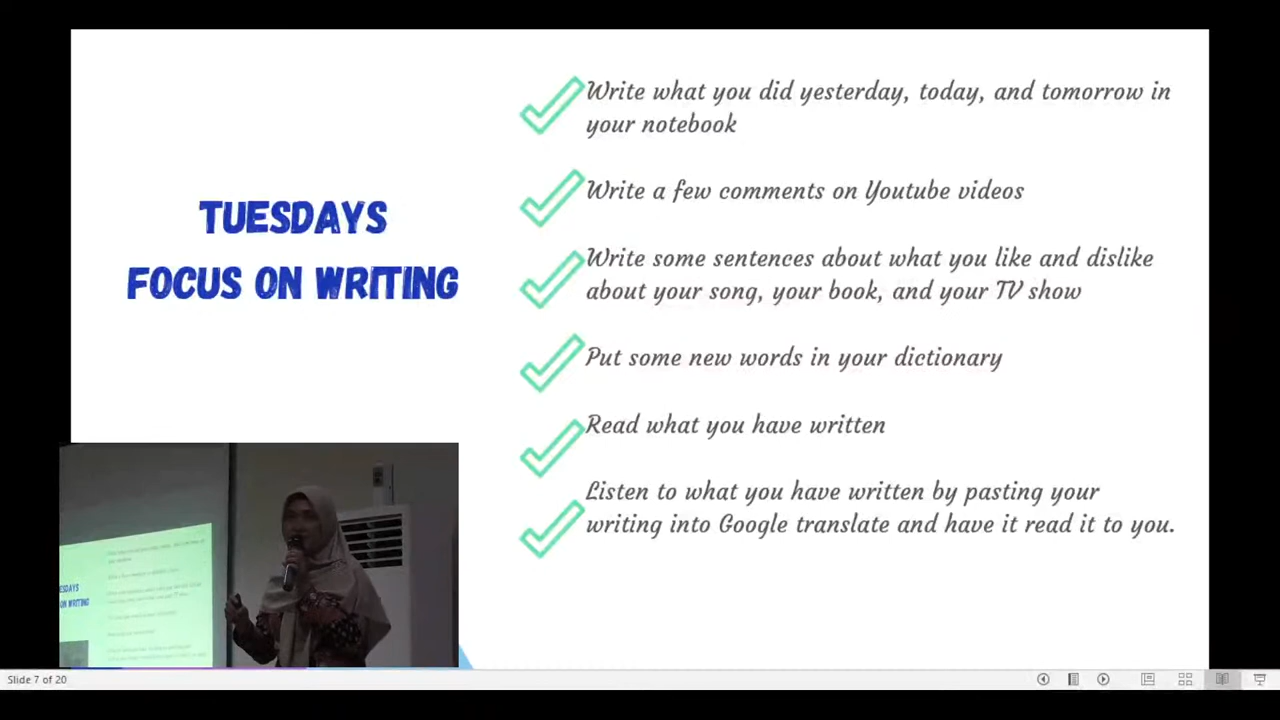 TUESDAYS
FOCUS ON WRITING
Write what you did yesterday, today, and tomorrow in
your notebook
Write a few comments on Youtube videos
Write some sentences about what you like and dislike
about your song, your book, and your TV show
Put some new words in your dictionary
Read what you have written
Listen to what you have written by pasting your
writing into Google translate and have it read it to you.
ESDAYS
ON WRITING
Slide 7 of 20